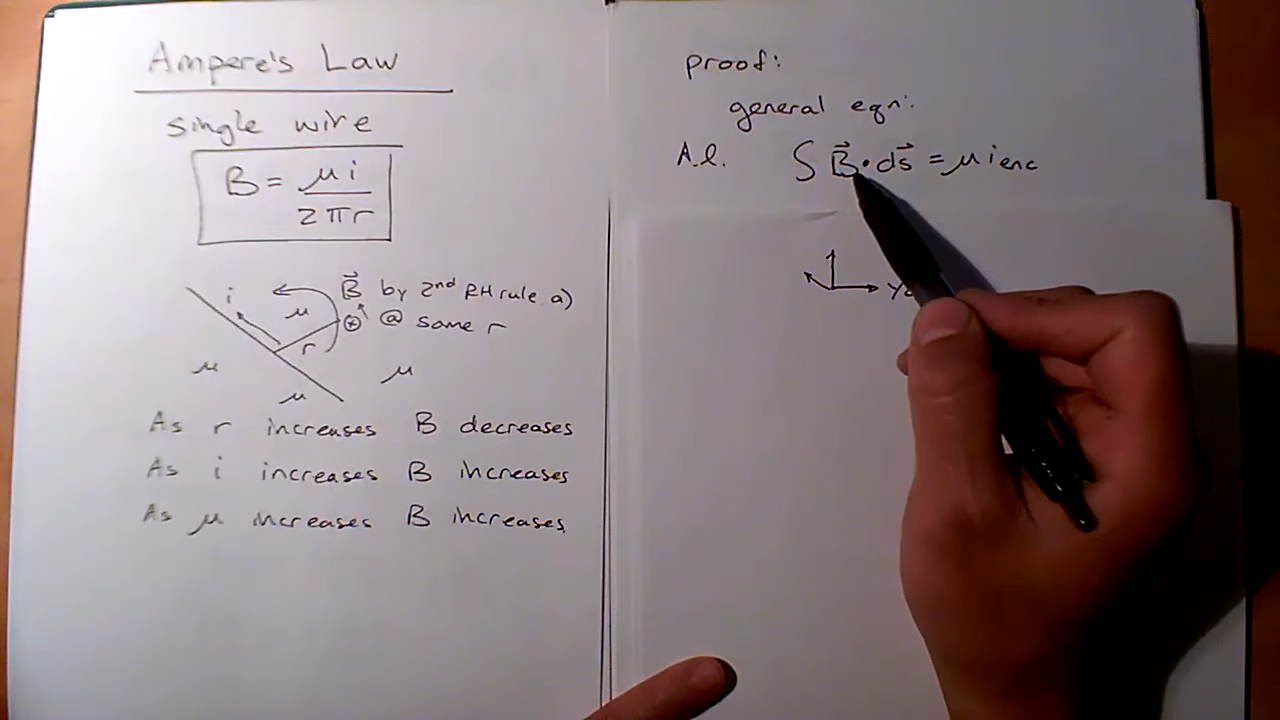 Ampere's Law
single wire
B = μi / 2πr
i
μ
r
B⃗ by 2nd RH rule a)
⊗ @ same r
μ
μ
μ
As r increases B decreases
As i increases B increases
As μ increases B increases.
proof:
general eqn:
A.l. ∫ B⃗ • ds⃗ = μ i enc